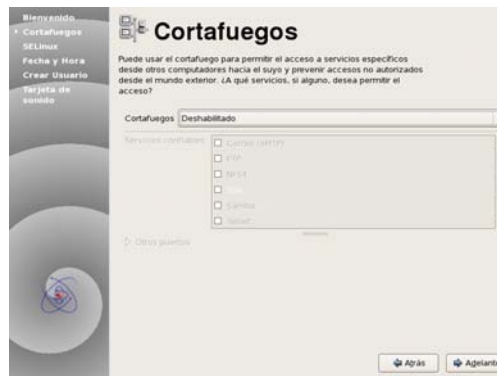 Bienvenido
Cortafuegos
SELinux
Fecha y Hora
Crear Usuario
Tarjeta de
sonido
Cortafuegos
Puede usar el cortafuego para permitir el acceso a servicios específicos
desde otros computadores hacia el suyo y prevenir accesos no autorizados
desde el mundo exterior. ¿A qué servicios, si alguno, desea permitir el
acceso?
Cortafuegos Deshabilitado
Servicios confiables:
Correo (SMTP)
FTP
NFS4
SSH
Samba
Telnet
Otros puertos
Atrás
Adelante